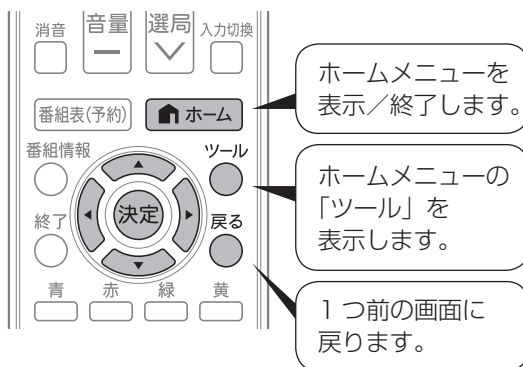 消音
音量
選局
入力切換
番組表(予約)
ホーム
番組情報
ツール
決定
終了
戻る
青
赤
緑
黄
ホームメニューを
表示／終了します。
ホームメニューの
「ツール」を
表示します。
1つ前の画面に
戻ります。